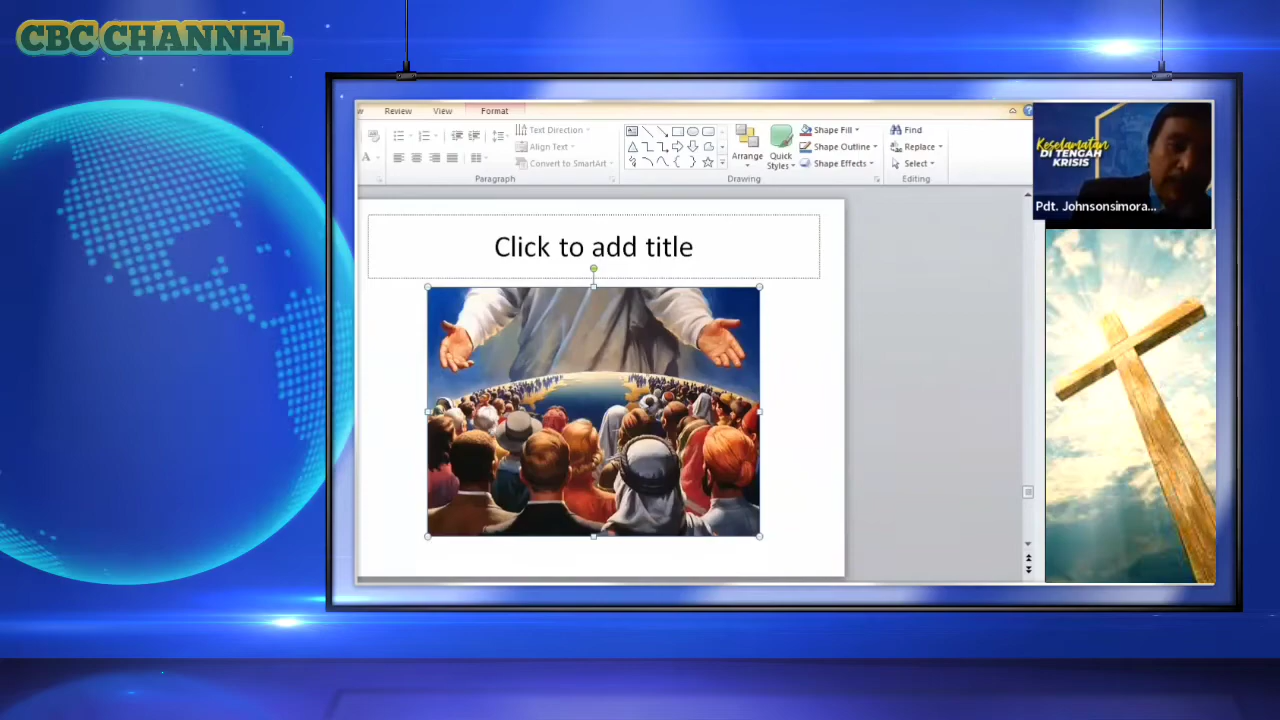 CBC CHANNEL
Review View Format
Text Direction
Align Text
Convert to SmartArt
Paragraph
Arrange
Quick
Styles
Shape Fill
Shape Outline
Shape Effects
Drawing
Find
Replace
Select
Editing
Keselamatan
DI TENGAH
KRISIS
Pdt. Johnsonsimora...
Click to add title